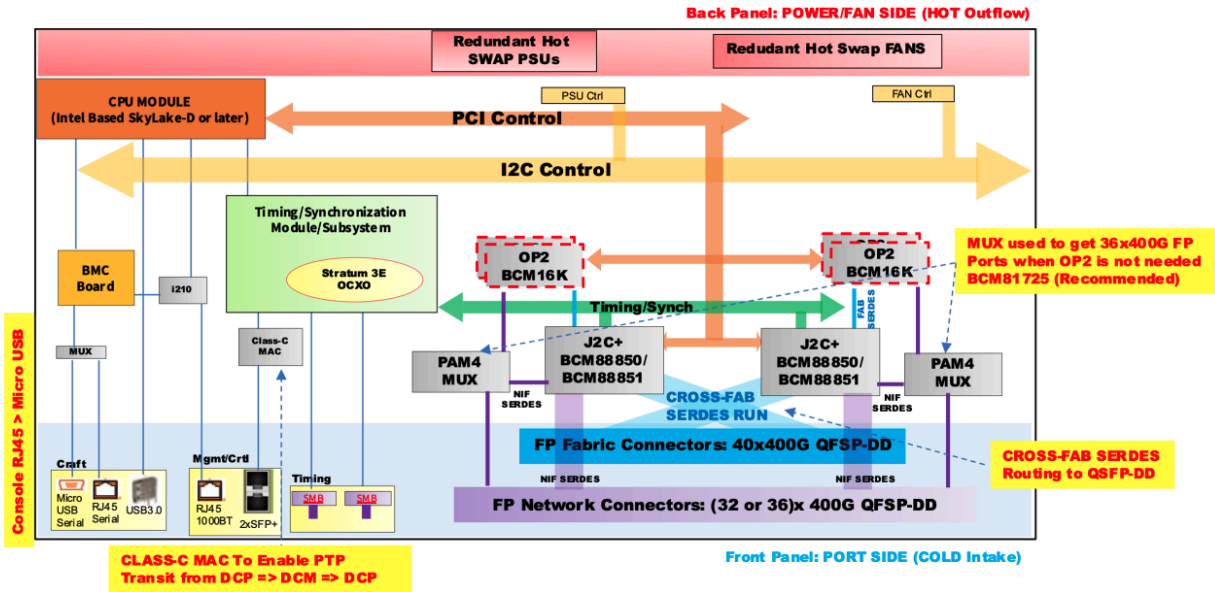 Back Panel: POWER/FAN SIDE (HOT Outflow)
Redundant Hot
SWAP PSUs
Redudant Hot Swap FANS
CPU MODULE
(Intel Based SkyLake-D or later)
PSU Ctrl
FAN Ctrl
PCI Control
I2C Control
Timing/Synchronization
Module/Subsystem
Stratum 3E
OCXO
BMC
Board
i210
MUX
Class-C
MAC
OP2
BCM16K
OP2
BCM16K
MUX used to get 36x400G FP
Ports when OP2 is not needed
BCM81725 (Recommended)
Timing/Synch
FAB
SERDES
J2C+
BCM88850/
BCM88851
J2C+
BCM88850/
BCM88851
PAM4
MUX
PAM4
MUX
NIF
SERDES
NIF
SERDES
CROSS-FAB
SERDES RUN
FP Fabric Connectors: 40x400G QFSP-DD
CROSS-FAB SERDES
Routing to QSFP-DD
NIF SERDES
NIF SERDES
FP Network Connectors: (32 or 36)x 400G QFSP-DD
Console RJ45 > Micro USB
Craft
Micro
USB
Serial
RJ45
Serial
USB3.0
Mgmt/Crtl
RJ45
1000BT
2xSFP+
Timing
SMB
SMB
CLASS-C MAC To Enable PTP
Transit from DCP => DCM => DCP
Front Panel: PORT SIDE (COLD Intake)